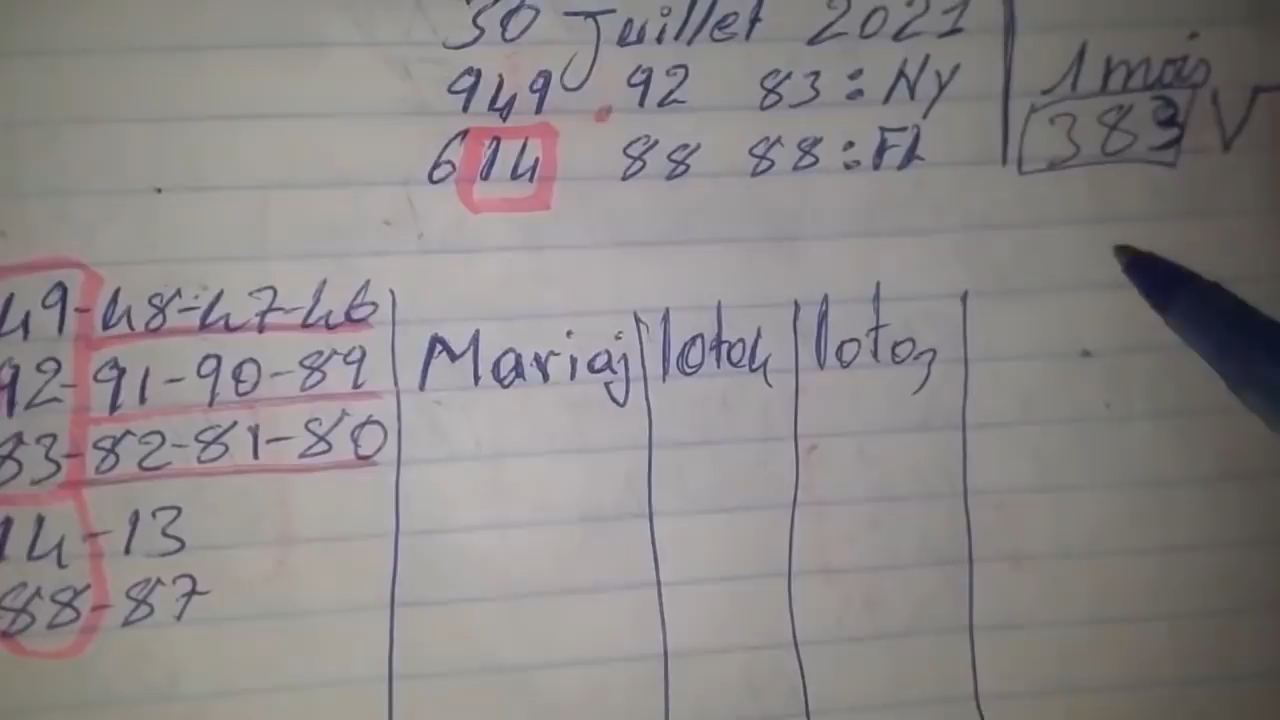 30 Juillet 2021
949 . 92 83 : NY
614 88 88 : FL
1 mois
383 V
49-48-47-46
92-91-90-89
83-82-81-80
14-13
88-87
Mariaj
loto4
loto3